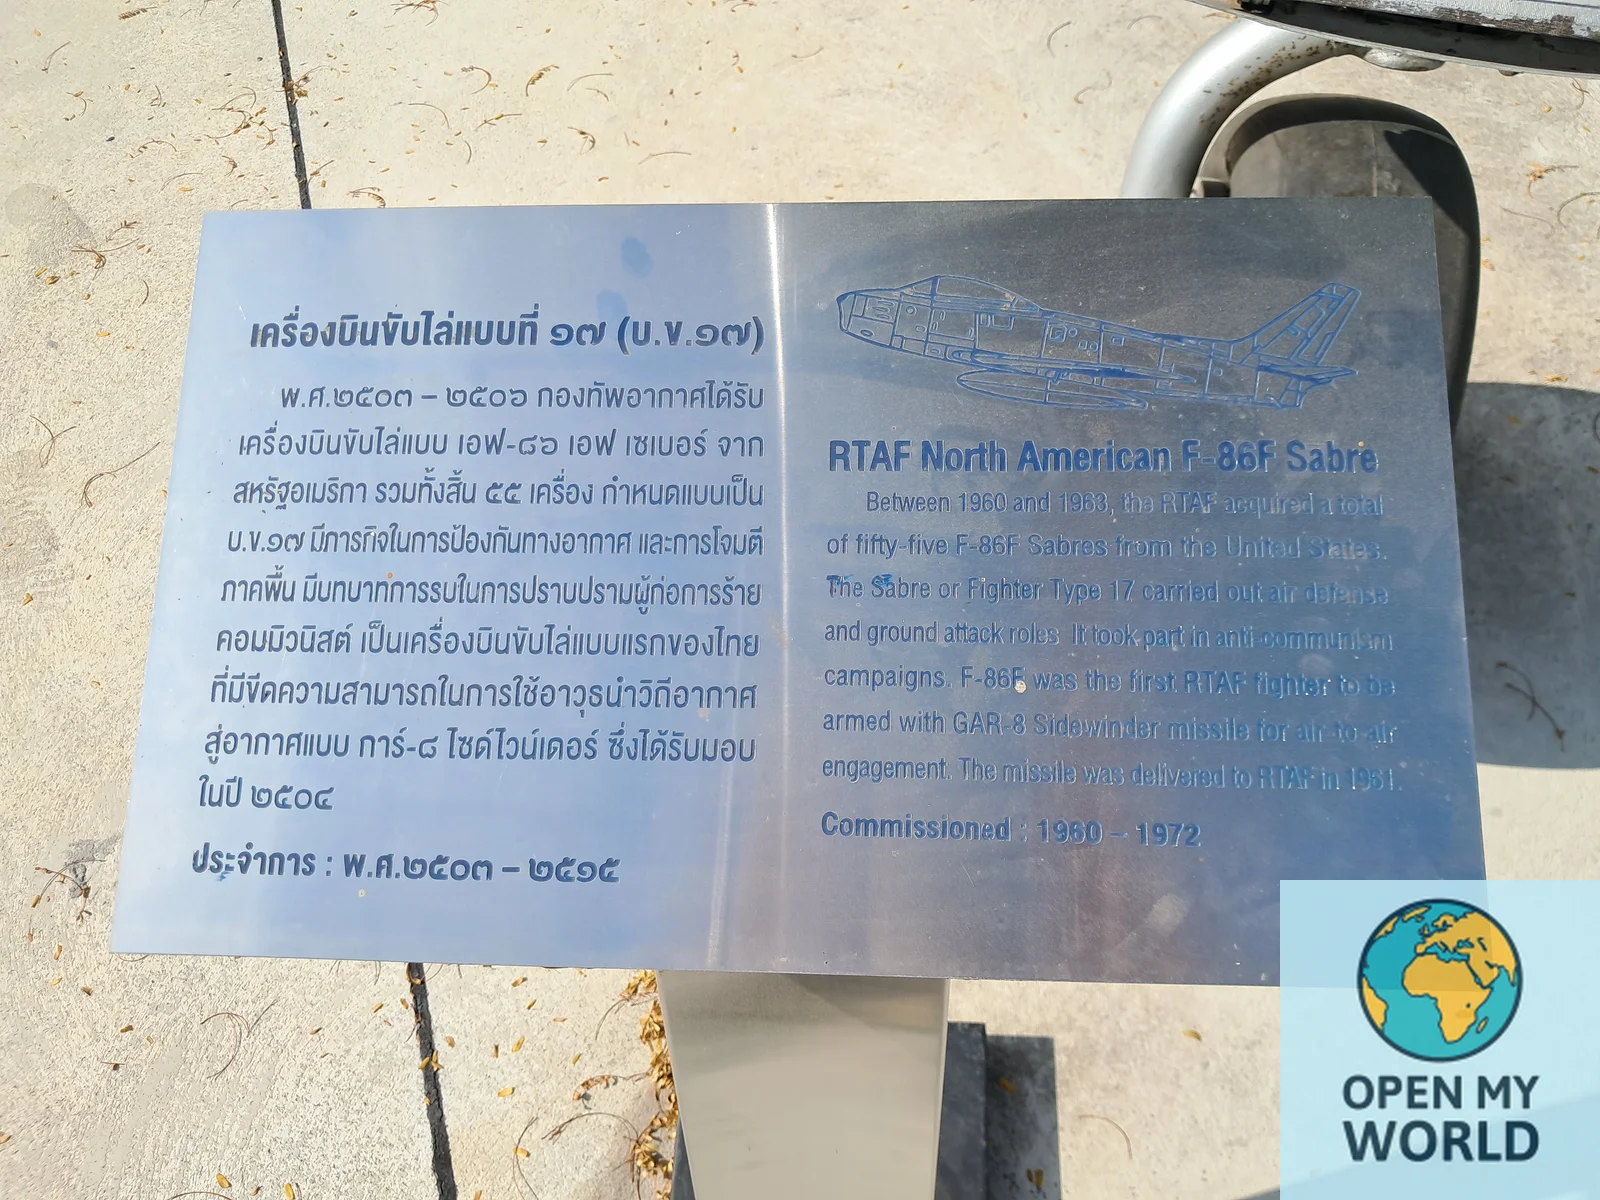 เครื่องบินขับไล่แบบที่ ๑๗ (บ.ข.๑๗)
พ.ศ.๒๕๐๓ – ๒๕๐๖ กองทัพอากาศได้รับ
เครื่องบินขับไล่แบบ เอฟ-๘๖ เอฟ เซเบอร์ จาก
สหรัฐอเมริกา รวมทั้งสิ้น ๕๕ เครื่อง กำหนดแบบเป็น
บ.ข.๑๗ มีภารกิจในการป้องกันทางอากาศ และการโจมตี
ภาคพื้น มีบทบาทการรบในการปราบปรามผู้ก่อการร้าย
คอมมิวนิสต์ เป็นเครื่องบินขับไล่แบบแรกของไทย
ที่มีขีดความสามารถในการใช้อาวุธนำวิถีอากาศ
สู่อากาศแบบ การ์-๘ ไซด์ไวน์เดอร์ ซึ่งได้รับมอบ
ในปี ๒๕๐๔
ประจำการ : พ.ศ.๒๕๐๓ – ๒๕๑๕
RTAF North American F-86F Sabre
Between 1960 and 1963, the RTAF acquired a total
of fifty-five F-86F Sabres from the United States.
The Sabre or Fighter Type 17 carried out air defense
and ground attack roles. It took part in anti-communism
campaigns. F-86F was the first RTAF fighter to be
armed with GAR-8 Sidewinder missile for air-to-air
engagement. The missile was delivered to RTAF in 1961.
Commissioned : 1960 – 1972
OPEN MY
WORLD